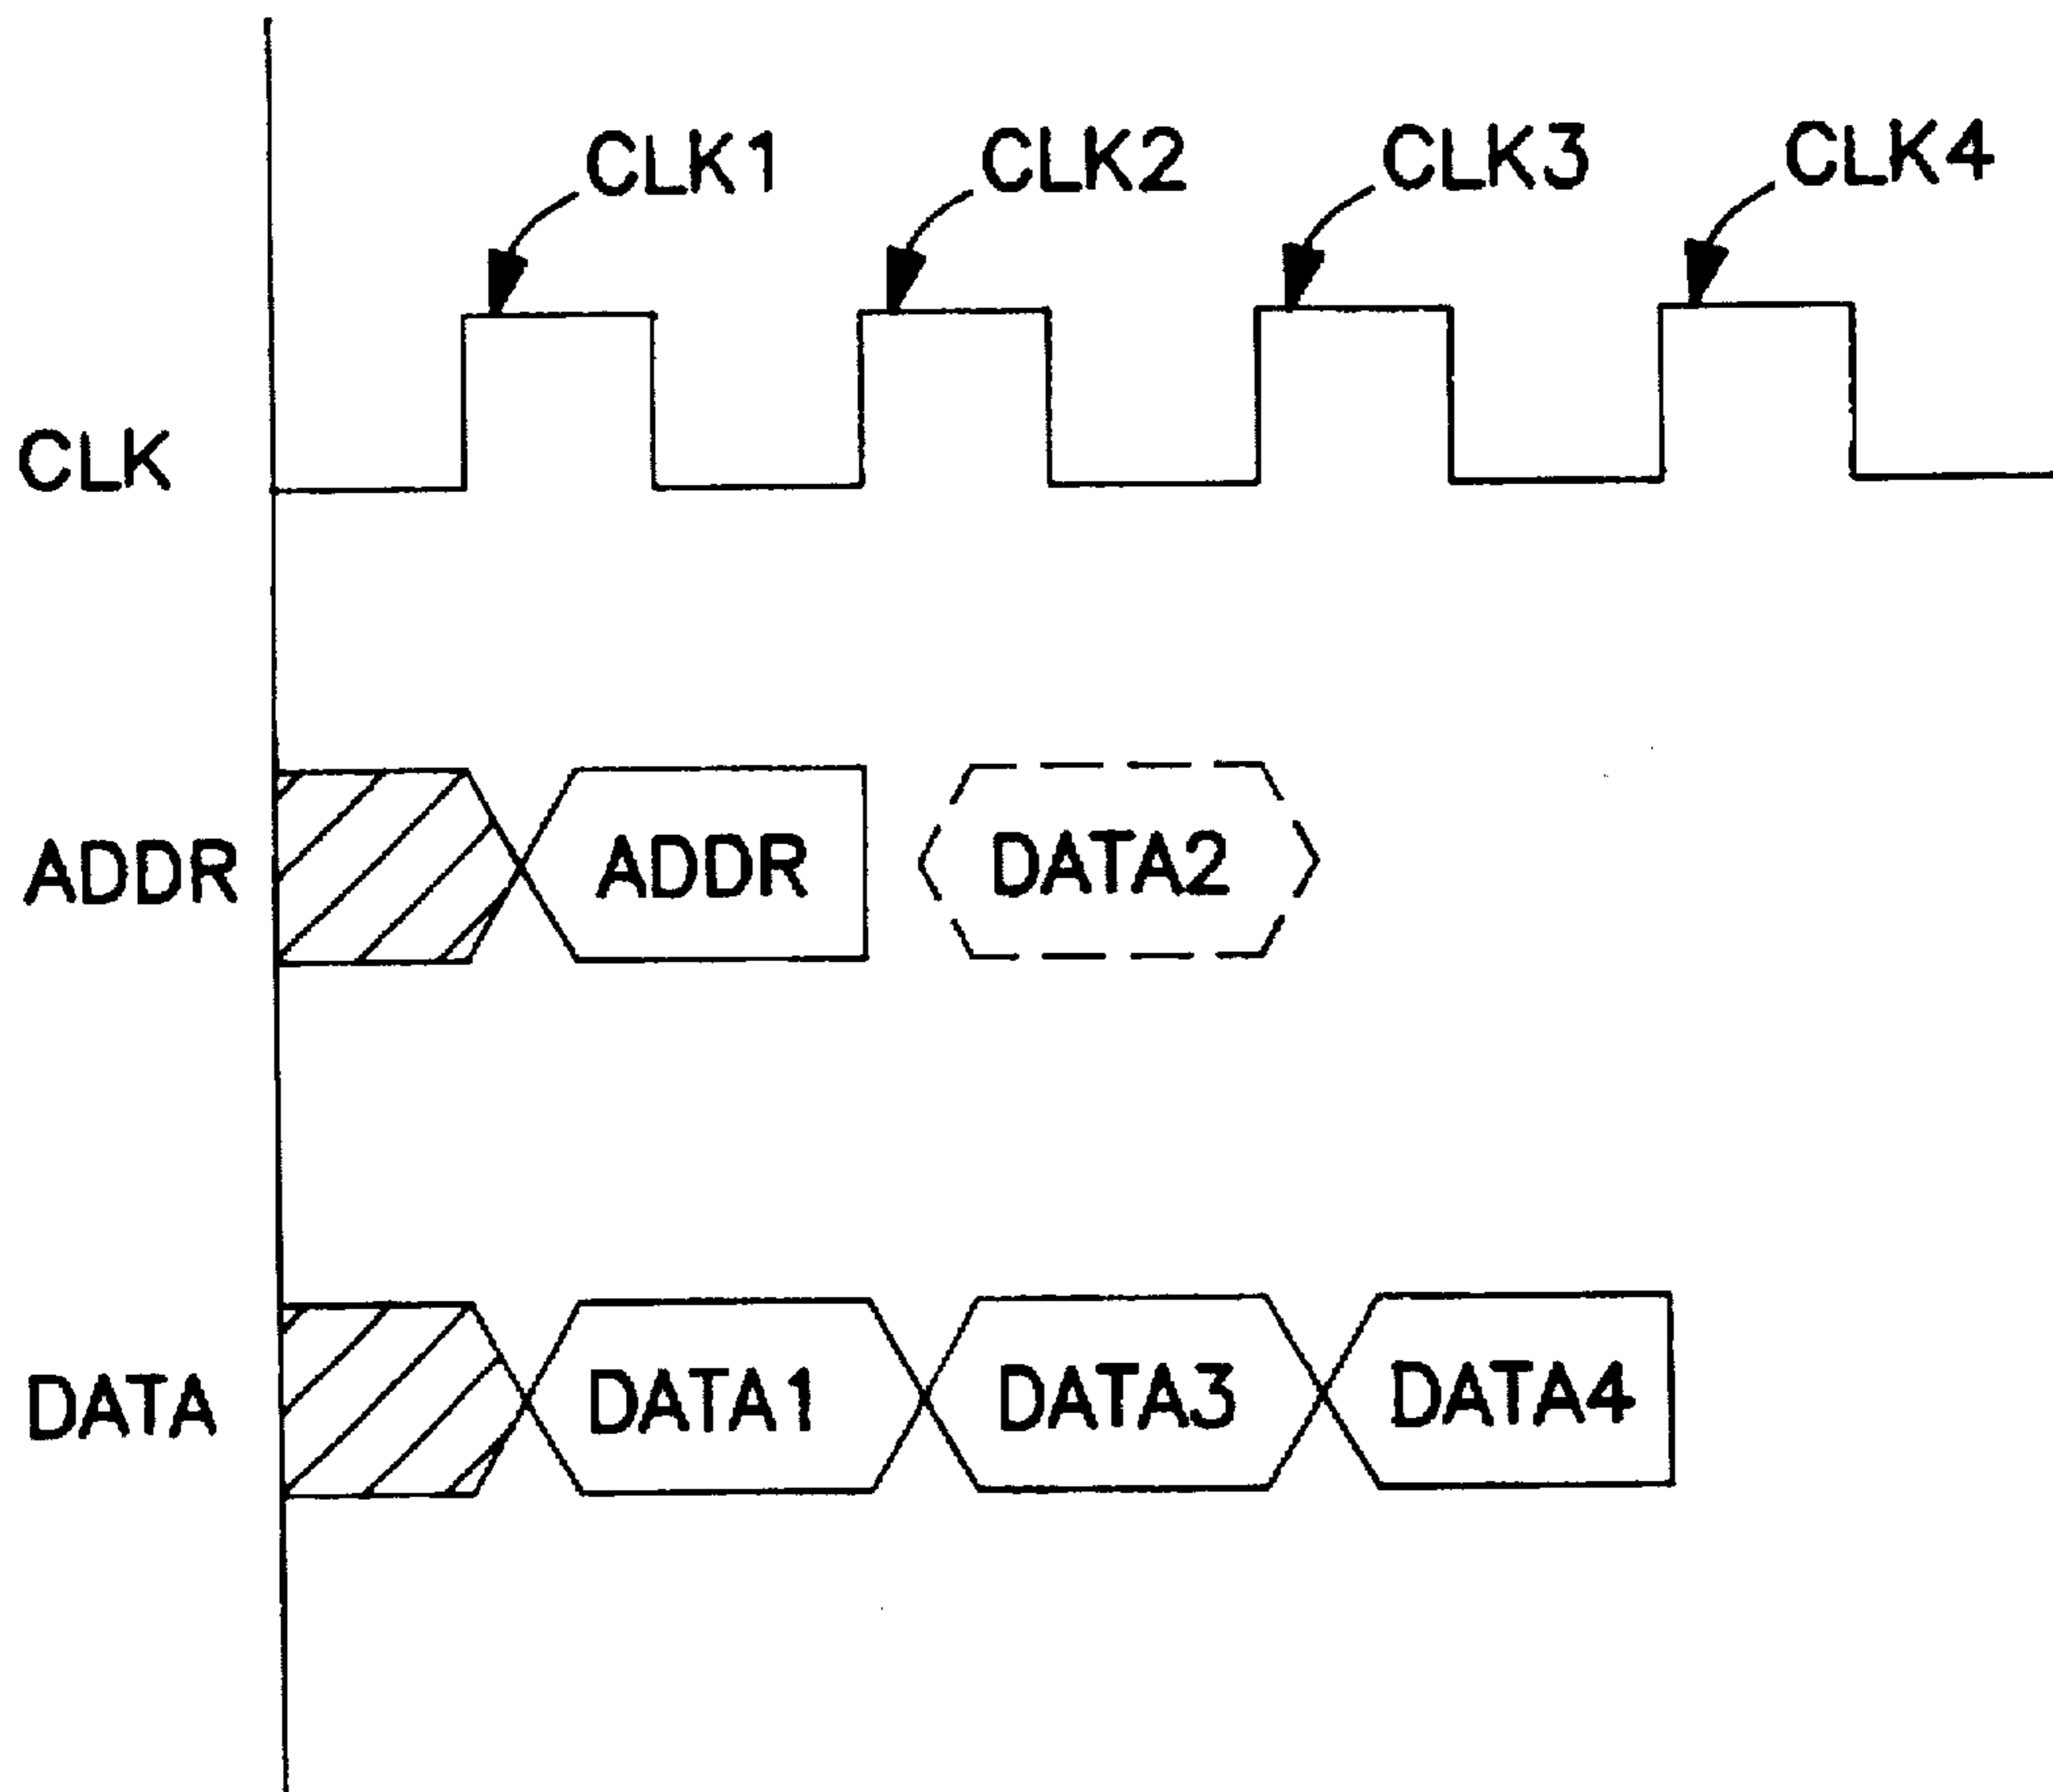 CLK1 CLK2 CLK3 CLK4
CLK
ADDR ADDR DATA2
DATA DATA1 DATA3 DATA4